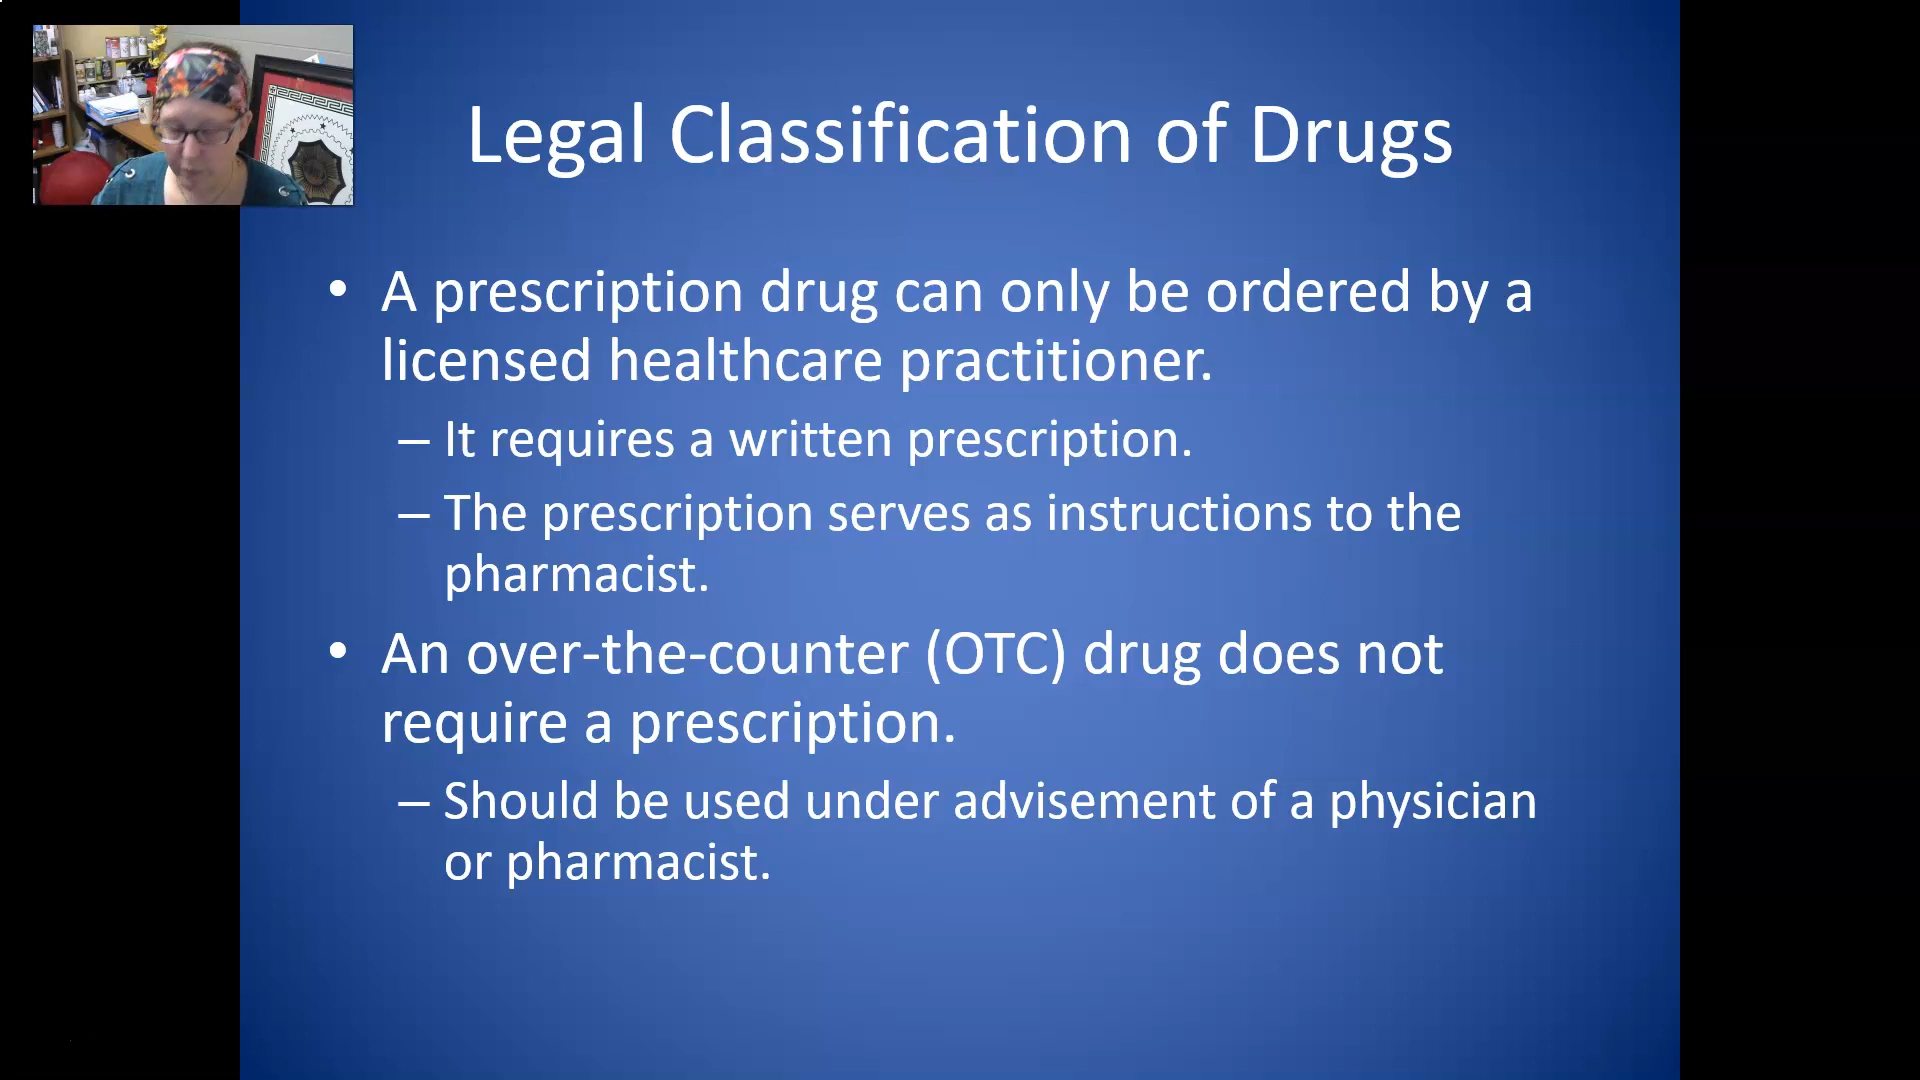 Legal Classification of Drugs
• A prescription drug can only be ordered by a
licensed healthcare practitioner.
– It requires a written prescription.
– The prescription serves as instructions to the
pharmacist.
• An over-the-counter (OTC) drug does not
require a prescription.
– Should be used under advisement of a physician
or pharmacist.